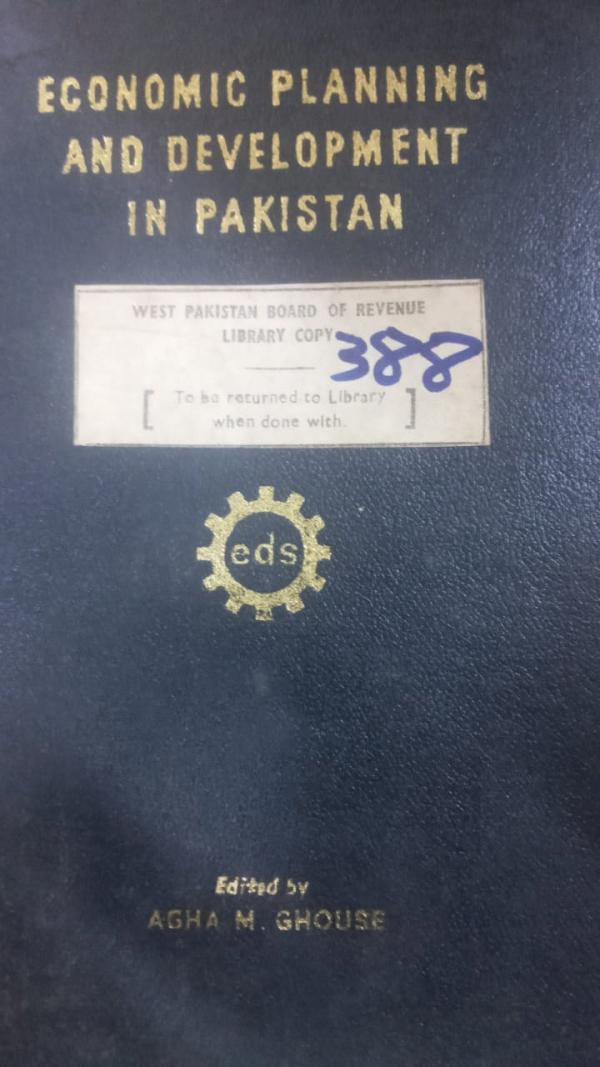 ECONOMIC PLANNING
AND DEVELOPMENT
IN PAKISTAN
WEST PAKISTAN BOARD OF REVENUE
LIBRARY COPY
388
[ To be returned to Library
when done with. ]
eds
Edited by
AGHA M. GHOUSE